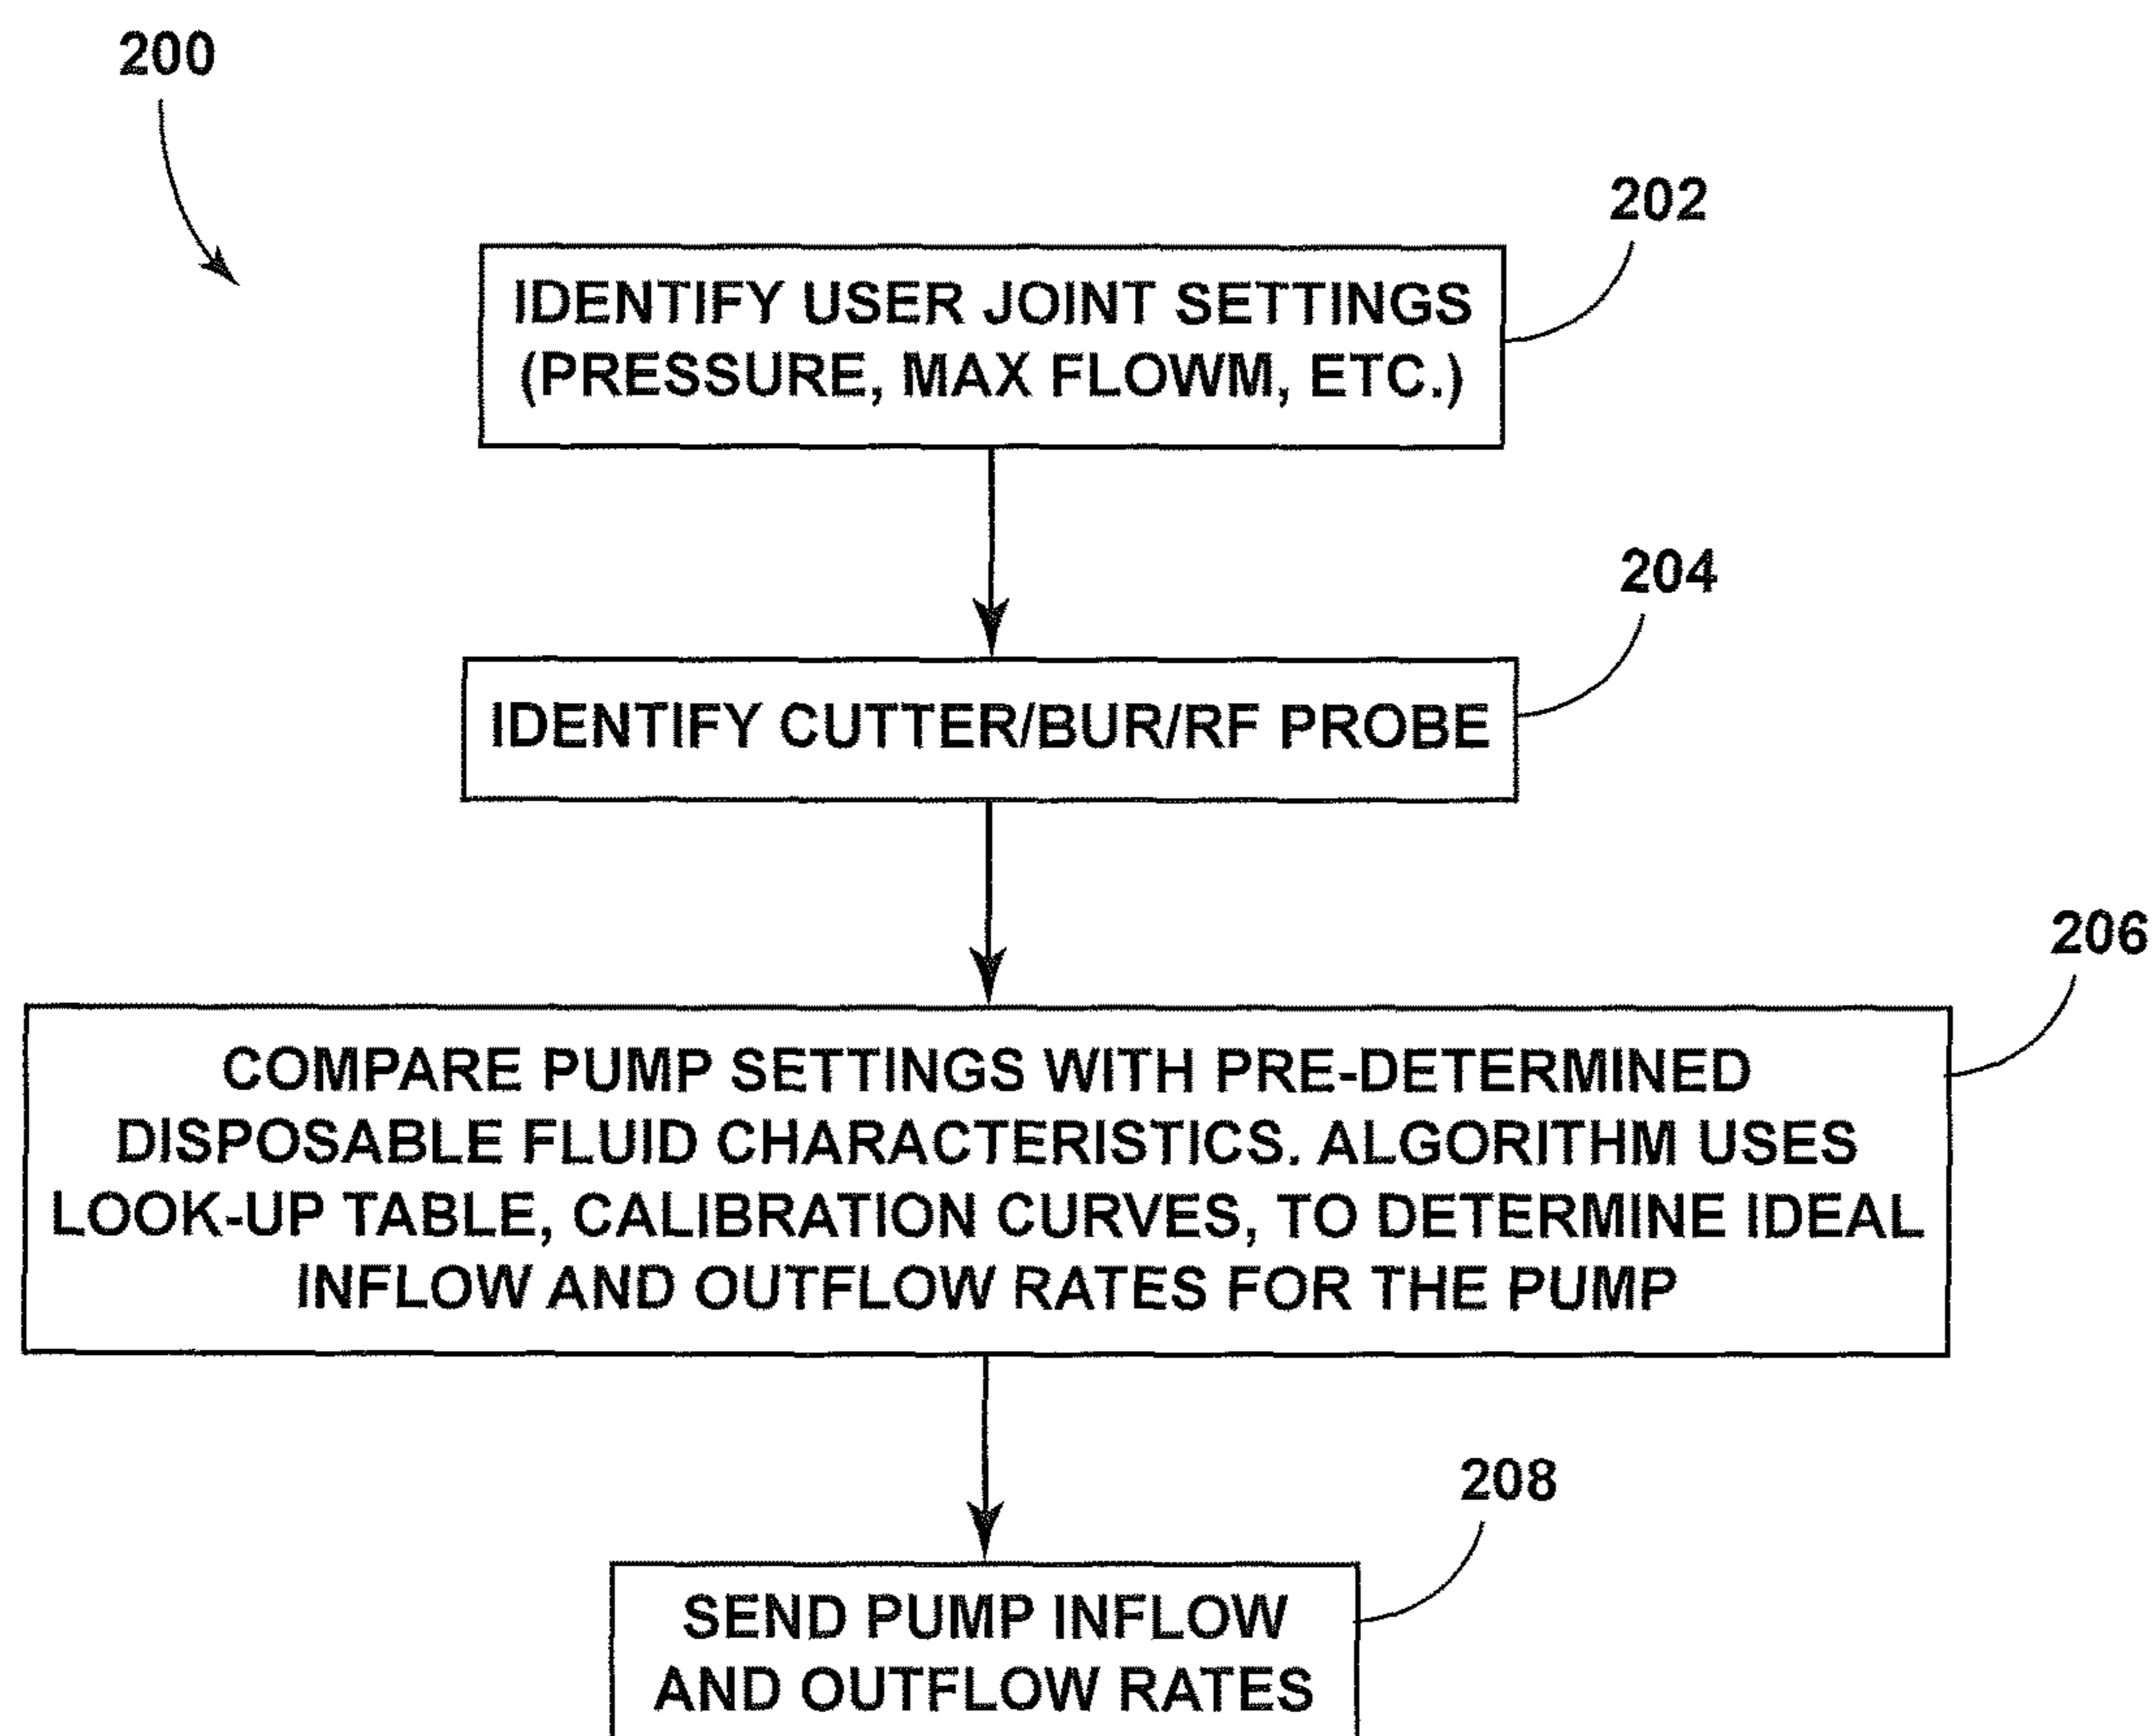 200
202
IDENTIFY USER JOINT SETTINGS
(PRESSURE, MAX FLOWM, ETC.)
204
IDENTIFY CUTTER/BUR/RF PROBE
206
COMPARE PUMP SETTINGS WITH PRE-DETERMINED
DISPOSABLE FLUID CHARACTERISTICS. ALGORITHM USES
LOOK-UP TABLE, CALIBRATION CURVES, TO DETERMINE IDEAL
INFLOW AND OUTFLOW RATES FOR THE PUMP
208
SEND PUMP INFLOW
AND OUTFLOW RATES